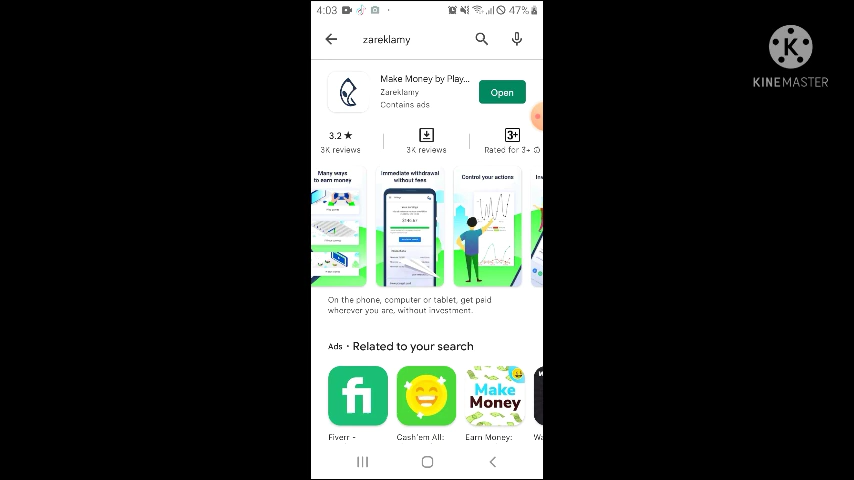 4:03
47%
zareklamy
Make Money by Play...
Zareklamy
Contains ads
Open
3.2★
3K reviews
3K reviews
3+
Rated for 3+
Many ways
to earn money
Immediate withdrawal
without fees
Control your actions
On the phone, computer or tablet, get paid
wherever you are, without investment.
Ads · Related to your search
fi
Make
Money
Fiverr -
Cash'em All:
Earn Money:
K
KINEMASTER